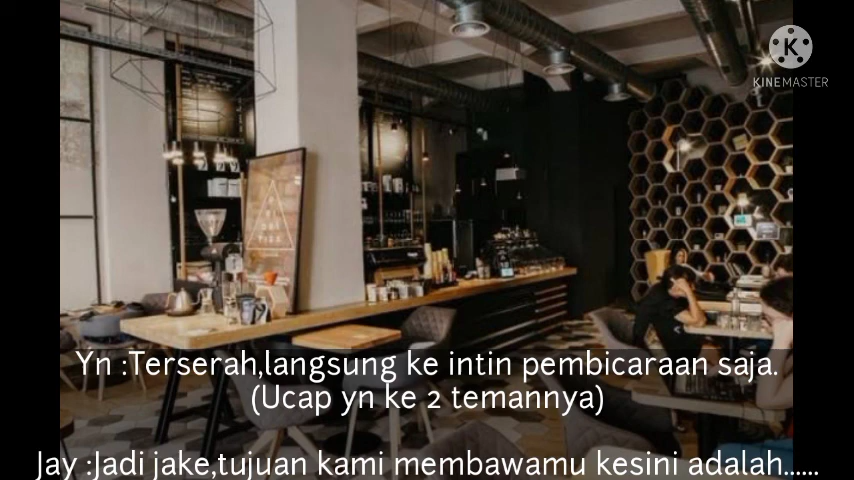 KINEMASTER
Yn :Terserah,langsung ke intin pembicaraan saja.
(Ucap yn ke 2 temannya)
Jay :Jadi jake,tujuan kami membawamu kesini adalah......